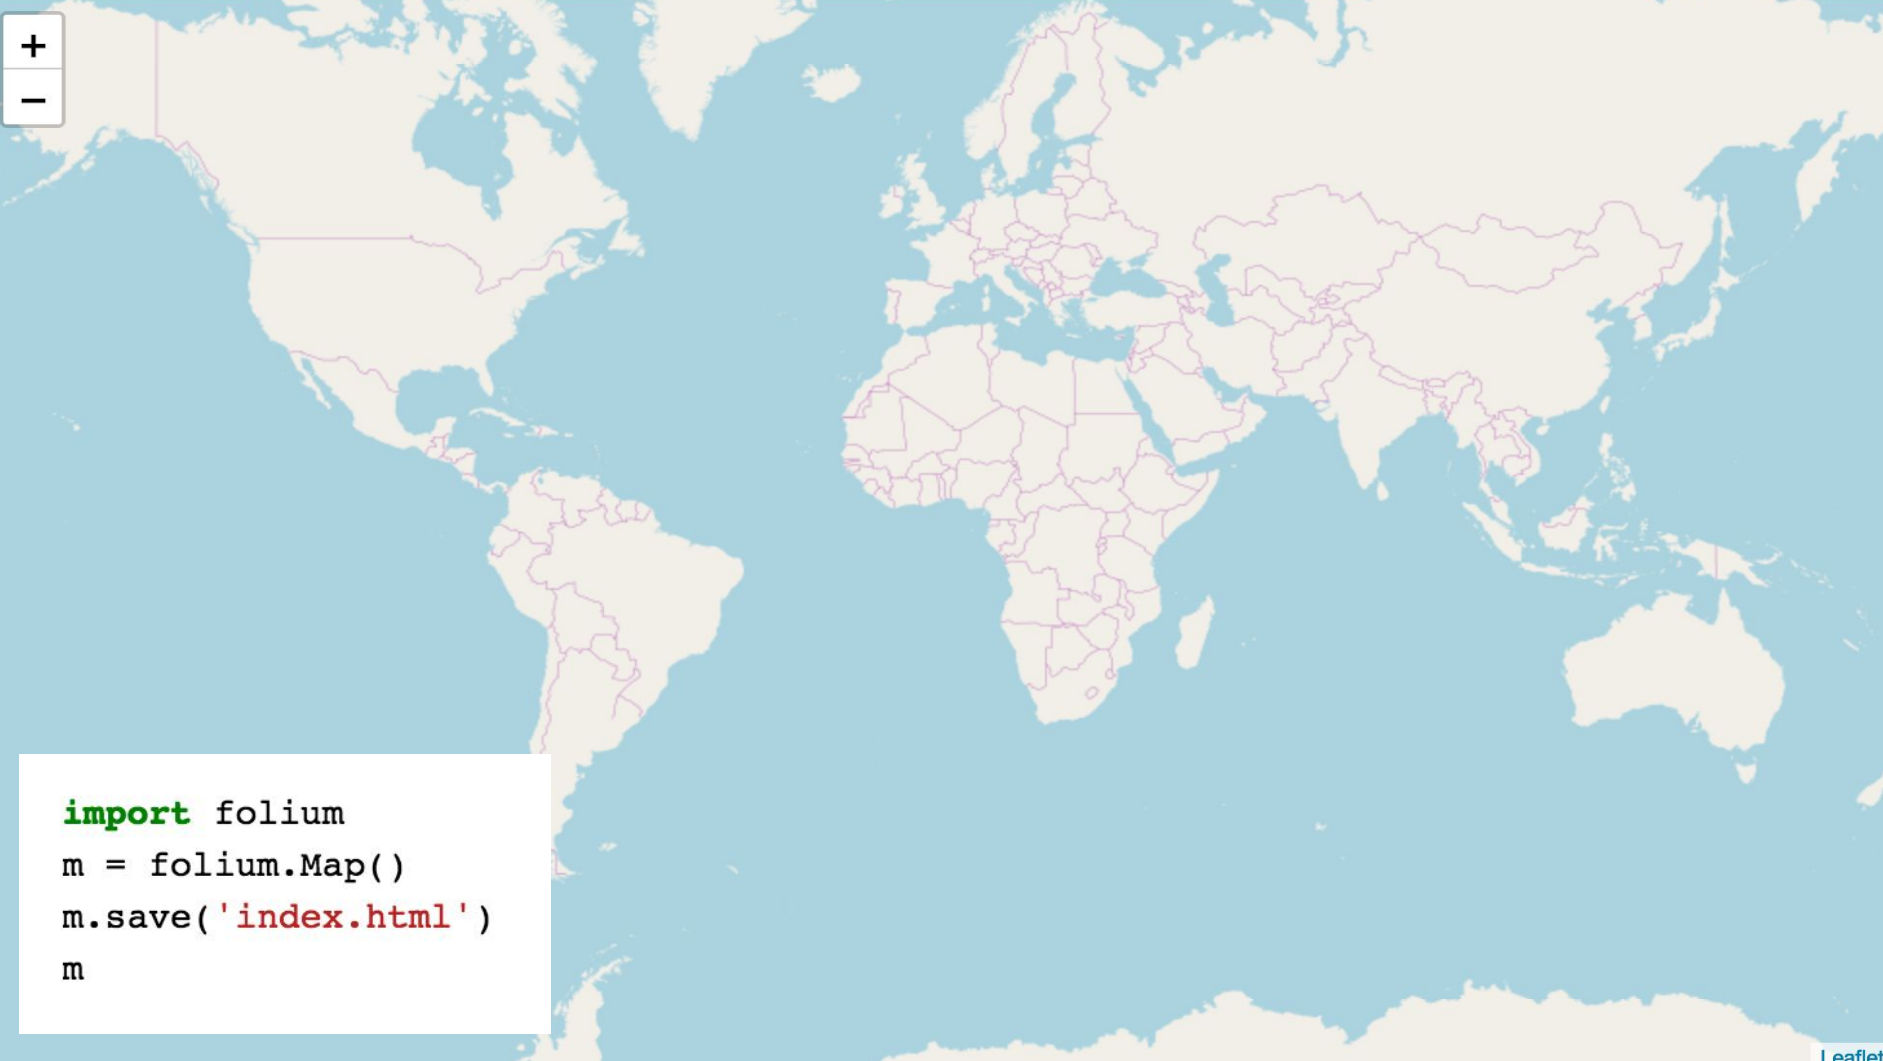 +
−
import folium
m = folium.Map()
m.save('index.html')
m
Leaflet